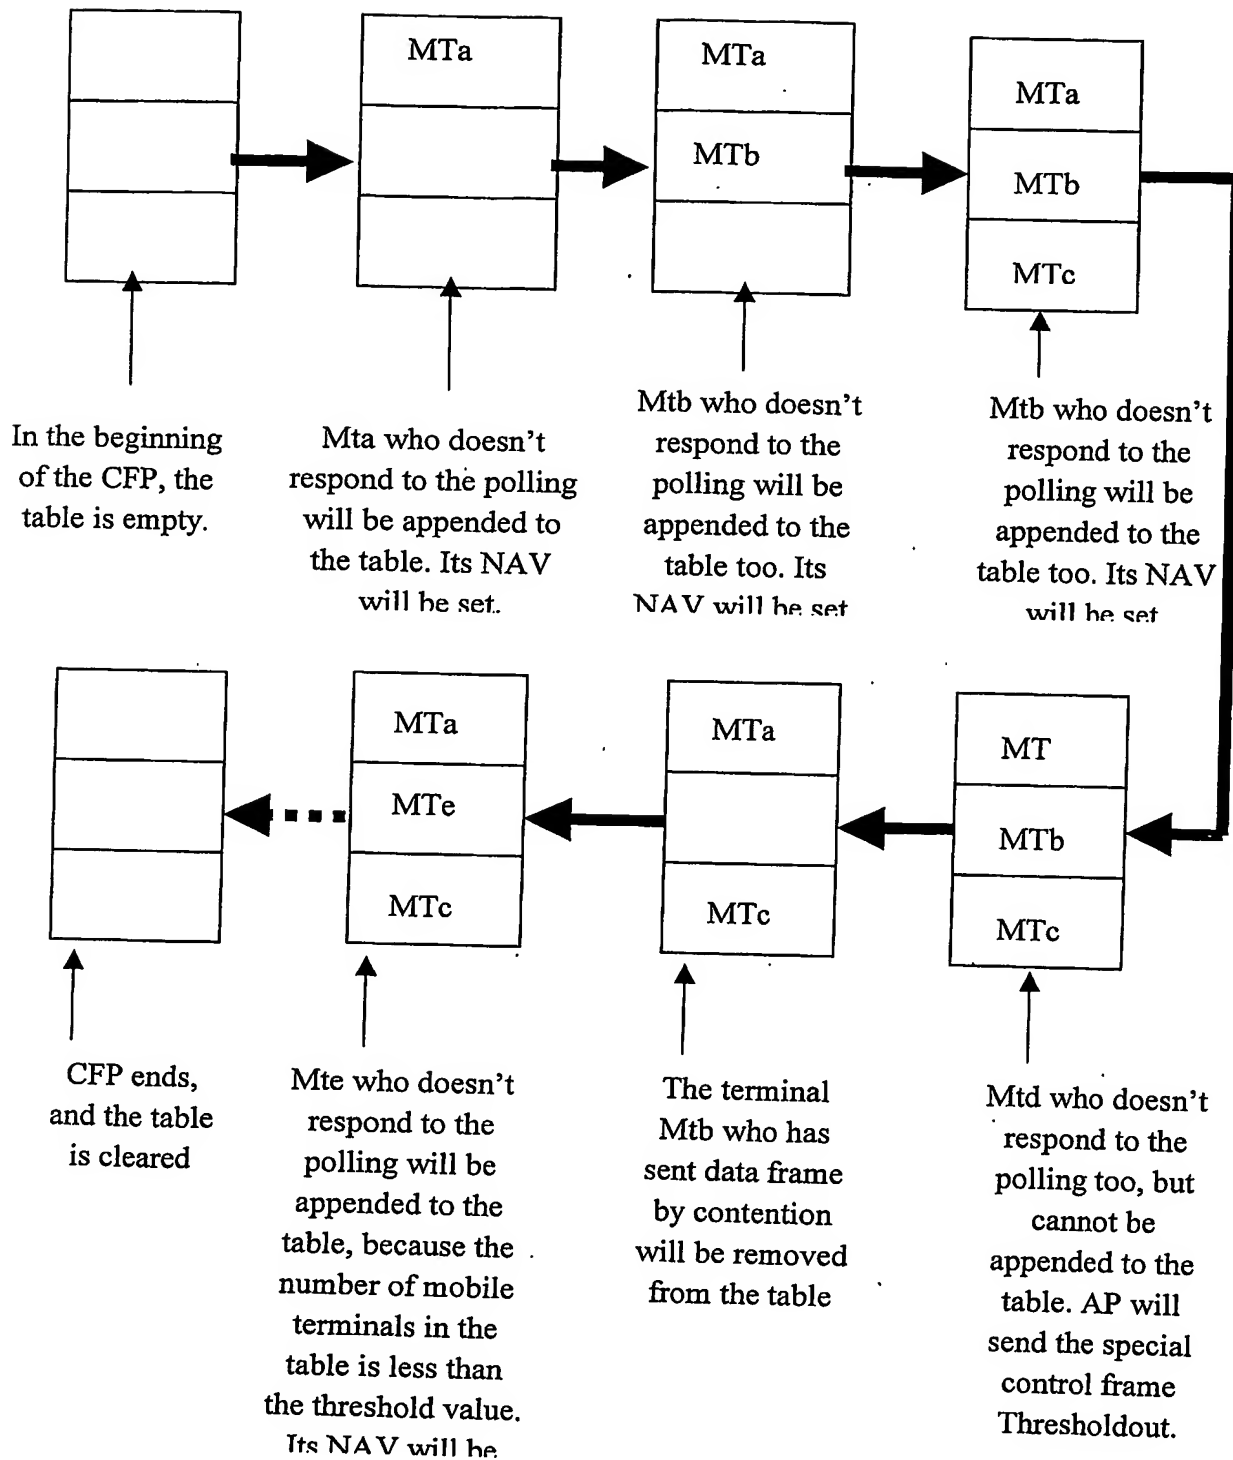 MTa
MTa
MTb
MTa
MTb
MTc
In the beginning
of the CFP, the
table is empty.
Mta who doesn't
respond to the polling
will be appended to
the table. Its NAV
will be set.
Mtb who doesn't
respond to the
polling will be
appended to the
table too. Its
NAV will be set
Mtb who doesn't
respond to the
polling will be
appended to the
table too. Its NAV
will be set
MT
MTb
MTc
MTa
MTc
MTa
MTe
MTc
Mtd who doesn't
respond to the
polling too, but
cannot be
appended to the
table. AP will
send the special
control frame
Thresholdout.
The terminal
Mtb who has
sent data frame
by contention
will be removed
from the table
Mte who doesn't
respond to the
polling will be
appended to the
table, because the
number of mobile
terminals in the
table is less than
the threshold value.
Its NAV will be
CFP ends,
and the table
is cleared